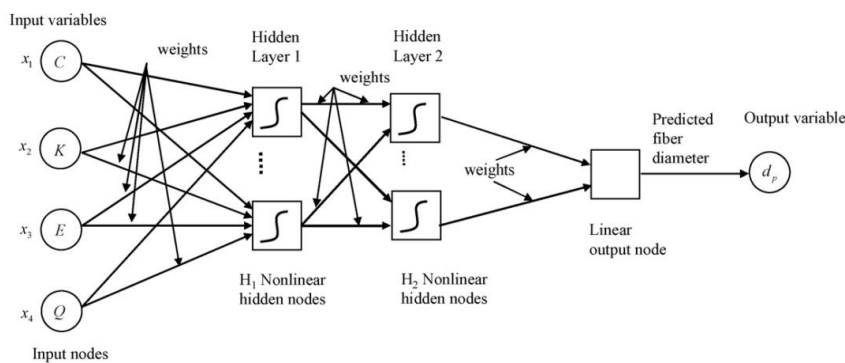 Input variables
x1 C
weights
x2 K
x3 E
x4 Q
Input nodes
Hidden
Layer 1
H1 Nonlinear
hidden nodes
weights
Hidden
Layer 2
H2 Nonlinear
hidden nodes
weights
Linear
output node
Predicted
fiber
diameter
Output variable
dp